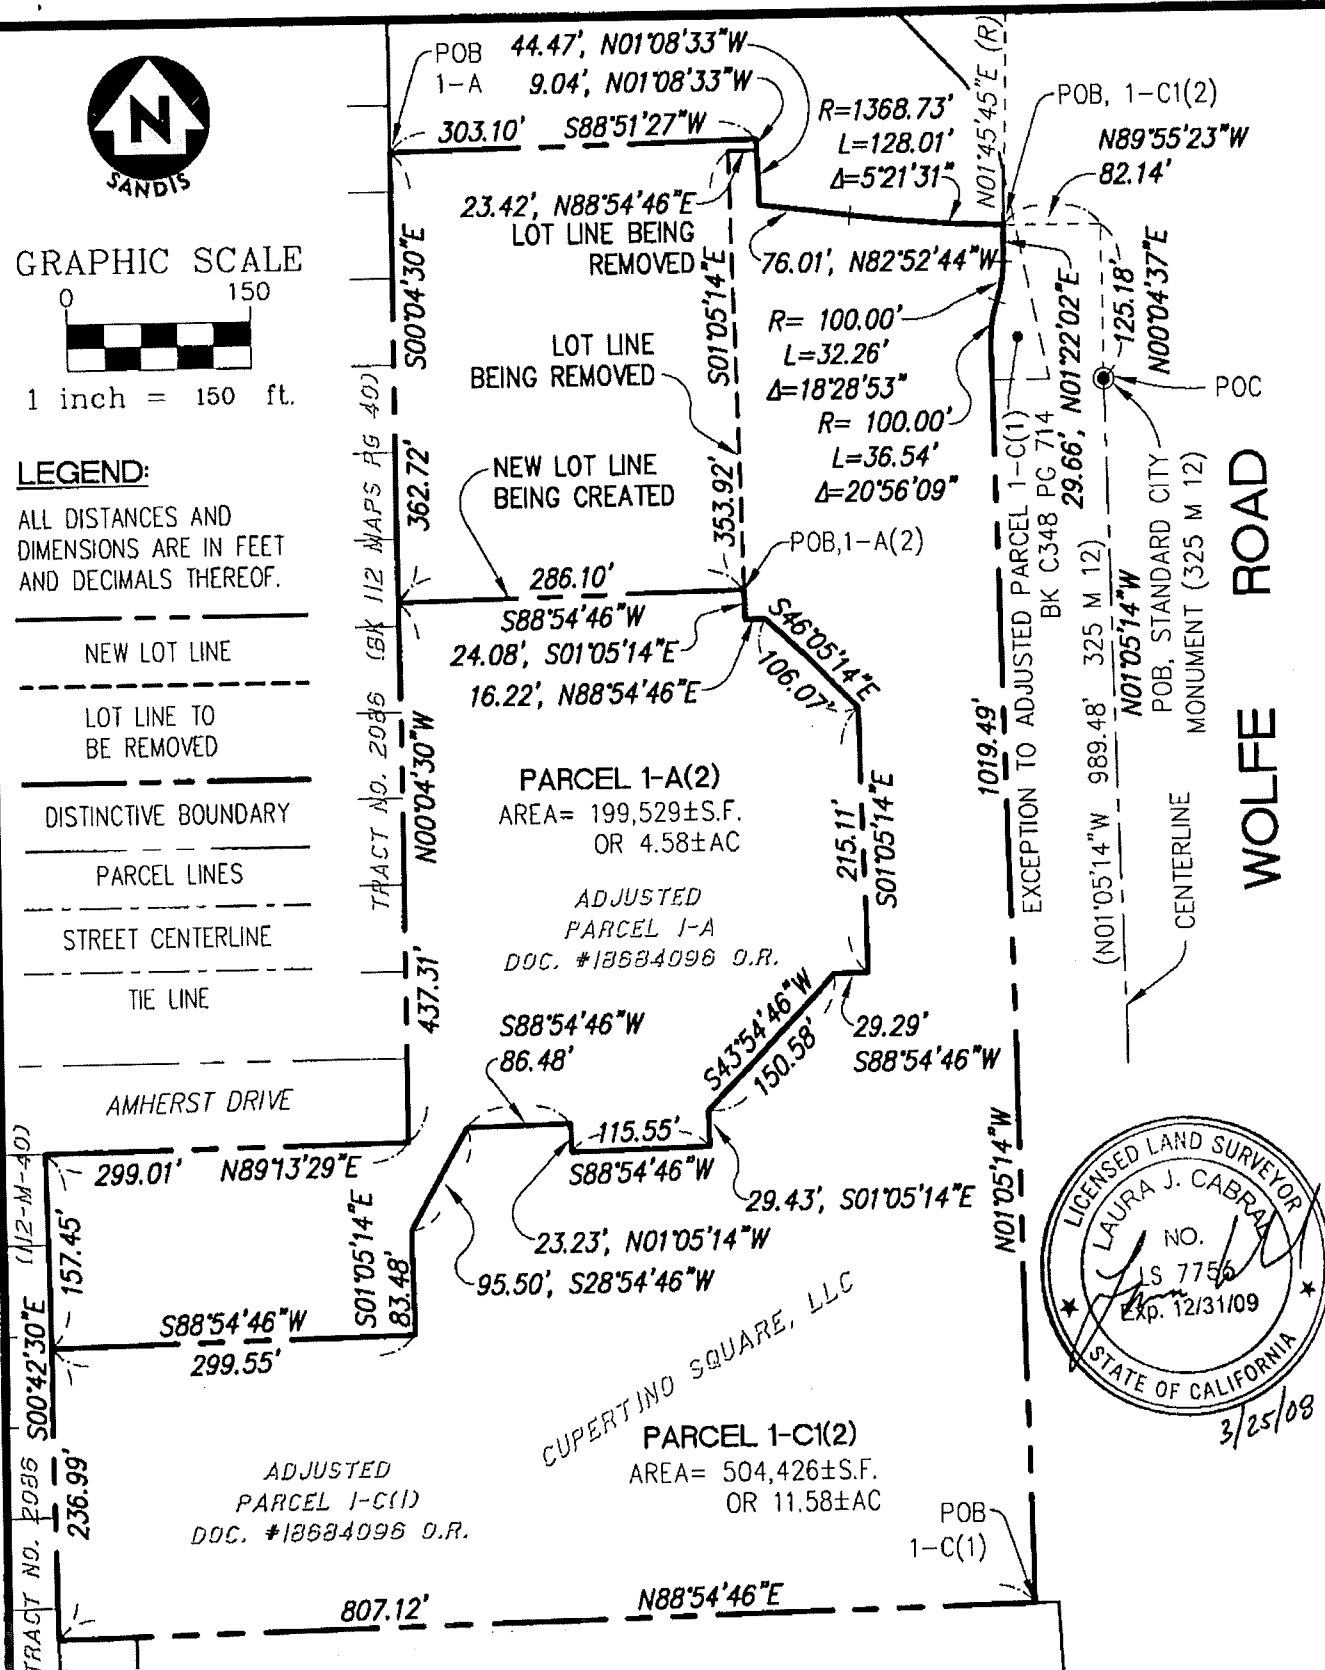 N
SANDIS
GRAPHIC SCALE
0 150
1 inch = 150 ft.
LEGEND:
ALL DISTANCES AND
DIMENSIONS ARE IN FEET
AND DECIMALS THEREOF.
NEW LOT LINE
LOT LINE TO
BE REMOVED
DISTINCTIVE BOUNDARY
PARCEL LINES
STREET CENTERLINE
TIE LINE
AMHERST DRIVE
POB
1-A
44.47', N01°08'33"W
9.04', N01°08'33"W
303.10' S88°51'27"W
R=1368.73'
L=128.01'
Δ=5°21'31"
N01°45'45"E (R)
POB, 1-C1(2)
N89°55'23"W
82.14'
23.42', N88°54'46"E
LOT LINE BEING
REMOVED
76.01', N82°52'44"W
S00°04'30"E
362.72'
S01°05'14"E
353.92'
LOT LINE
BEING REMOVED
R= 100.00'
L=32.26'
Δ=18°28'53"
R= 100.00'
L=36.54'
Δ=20°56'09"
29.66', N01°22'02"E
125.18'
N00°04'37"E
POC
NEW LOT LINE
BEING CREATED
POB,1-A(2)
286.10'
S88°54'46"W
24.08', S01°05'14"E
16.22', N88°54'46"E
S46°05'14"E
106.07'
TRACT NO. 2086 (BK 112 MAPS PG 40)
N00°04'30"W
437.31'
PARCEL 1-A(2)
AREA= 199,529±S.F.
OR 4.58±AC
ADJUSTED
PARCEL 1-A
DOC. #18684096 O.R.
215.11'
S01°05'14"E
1019.49'
N01°05'14"W
EXCEPTION TO ADJUSTED PARCEL 1-C(1)
BK C348 PG 714
(N01°05'14"W 989.48' 325 M 12)
N01°05'14"W
POB, STANDARD CITY
MONUMENT (325 M 12)
CENTERLINE
WOLFE ROAD
S88°54'46"W
86.48'
S43°54'46"W
150.58'
29.29'
S88°54'46"W
115.55'
S88°54'46"W
29.43', S01°05'14"E
23.23', N01°05'14"W
95.50', S28°54'46"W
299.01' N89°13'29"E
157.45'
S01°05'14"E
83.48'
S88°54'46"W
299.55'
TRACT NO. 2086 S00°42'30"E (112-M-40)
236.99'
CUPERTINO SQUARE, LLC
ADJUSTED
PARCEL 1-C(1)
DOC. #18684096 O.R.
PARCEL 1-C1(2)
AREA= 504,426±S.F.
OR 11.58±AC
POB
1-C(1)
807.12' N88°54'46"E
LICENSED LAND SURVEYOR
LAURA J. CABRAL
NO.
LS 7756
Exp. 12/31/09
STATE OF CALIFORNIA
3/25/08